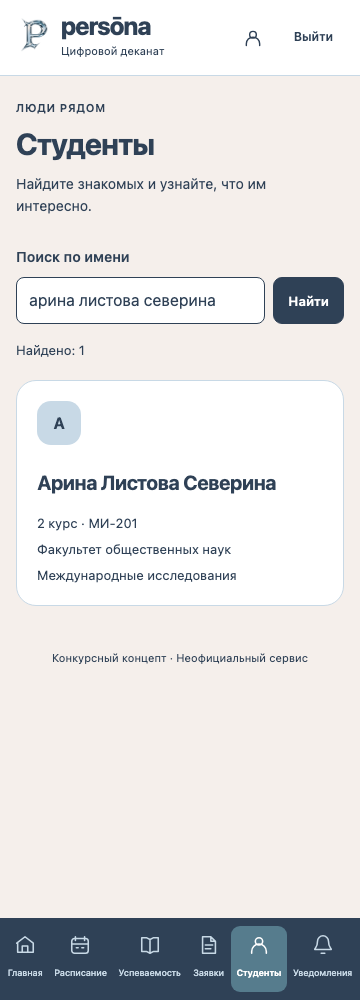 persōna
Цифровой деканат
Выйти
ЛЮДИ РЯДОМ
Студенты
Найдите знакомых и узнайте, что им
интересно.
Поиск по имени
арина листова северина
Найти
Найдено: 1
А
Арина Листова Северина
2 курс · МИ-201
Факультет общественных наук
Международные исследования
Конкурсный концепт · Неофициальный сервис
Главная
Расписание
Успеваемость
Заявки
Студенты
Уведомления